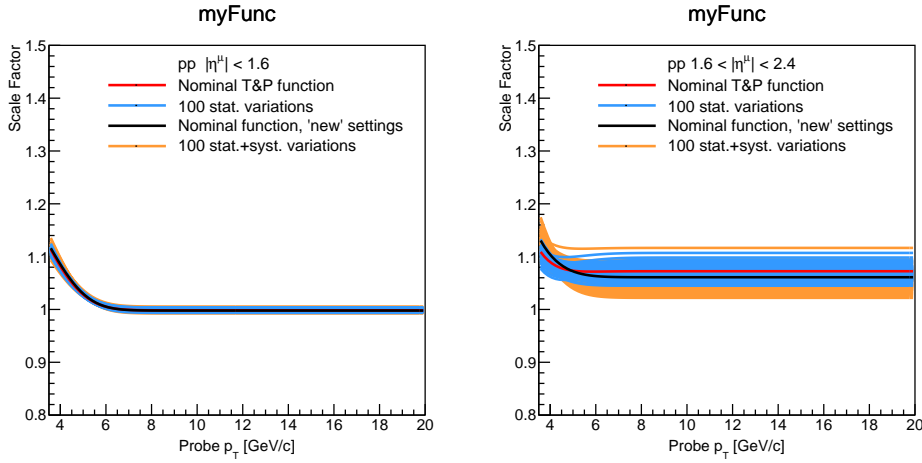 myFunc
Scale Factor
1.5
1.4
1.3
1.2
1.1
1
0.9
0.8
pp |η^μ| < 1.6
Nominal T&P function
100 stat. variations
Nominal function, 'new' settings
100 stat.+syst. variations
4 6 8 10 12 14 16 18 20
Probe p_T [GeV/c]
myFunc
Scale Factor
1.5
1.4
1.3
1.2
1.1
1
0.9
0.8
pp 1.6 < |η^μ| < 2.4
Nominal T&P function
100 stat. variations
Nominal function, 'new' settings
100 stat.+syst. variations
4 6 8 10 12 14 16 18 20
Probe p_T [GeV/c]